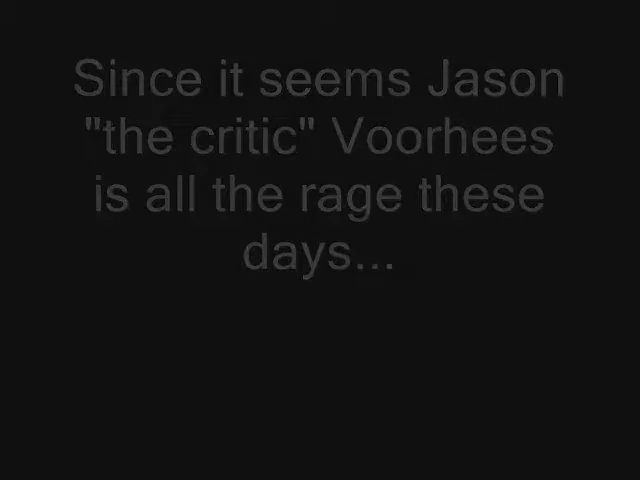 Since it seems Jason
"the critic" Voorhees
is all the rage these
days...